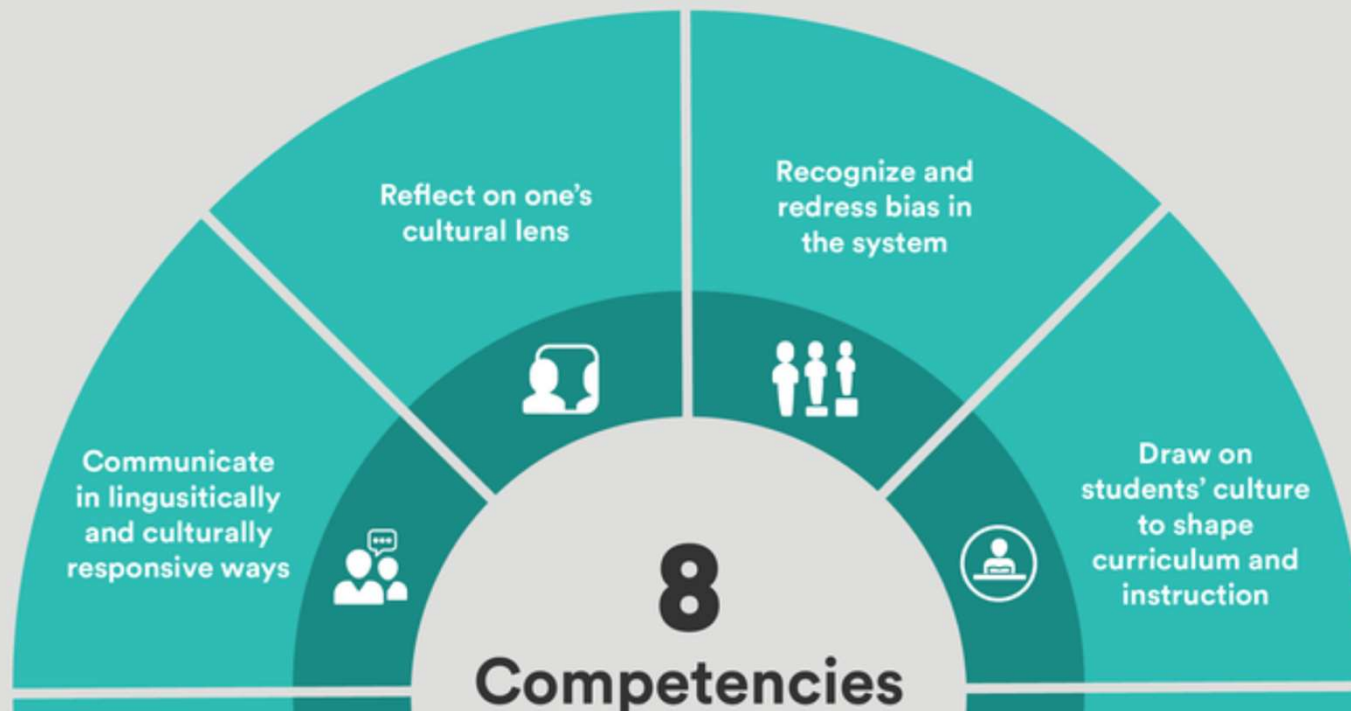 Reflect on one's
cultural lens
Recognize and
redress bias in
the system
Communicate
in lingusitically
and culturally
responsive ways
Draw on
students' culture
to shape
curriculum and
instruction
8
Competencies